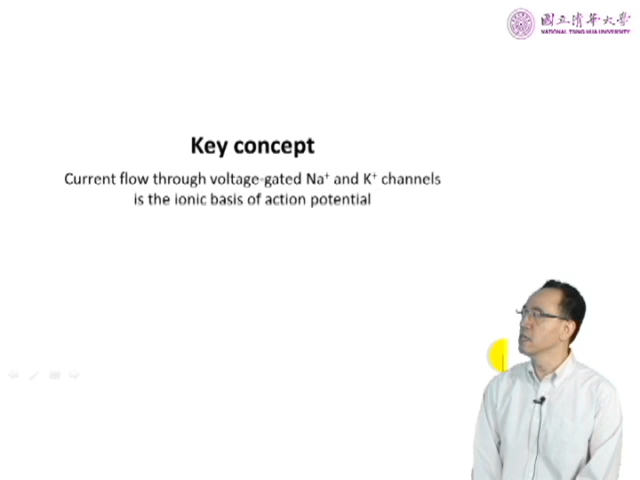 國立清華大學
NATIONAL TSING HUA UNIVERSITY
Key concept
Current flow through voltage-gated Na⁺ and K⁺ channels
is the ionic basis of action potential